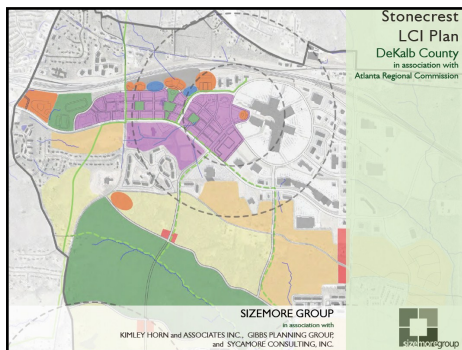 Stonecrest
LCI Plan
DeKalb County
in association with
Atlanta Regional Commission
SIZEMORE GROUP
in association with
KIMLEY HORN and ASSOCIATES INC., GIBBS PLANNING GROUP,
and SYCAMORE CONSULTING, INC.
sizemoregroup